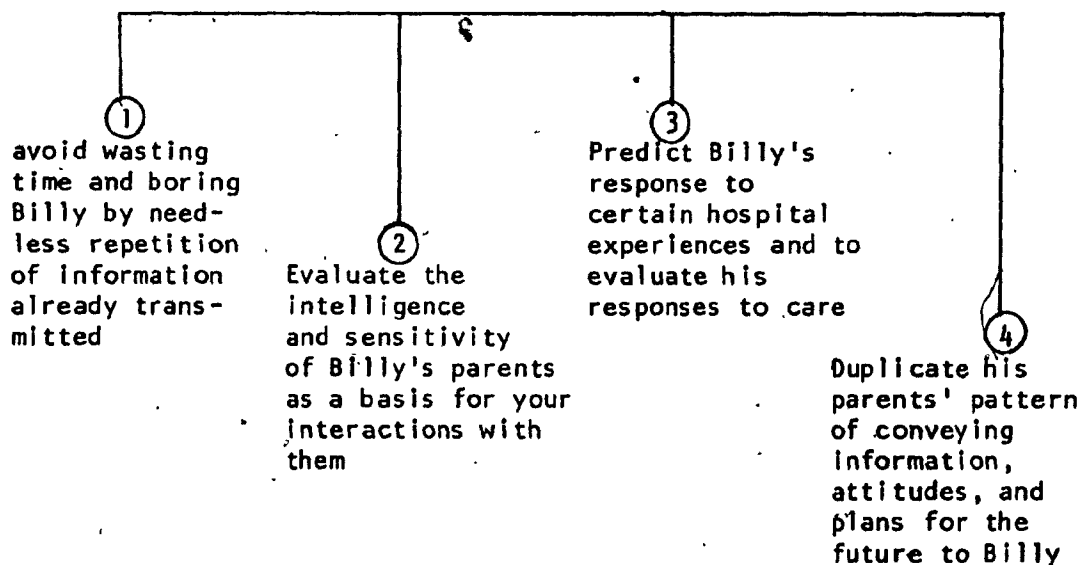 1
avoid wasting
time and boring
Billy by need-
less repetition
of information
already trans-
mitted
2
Evaluate the
intelligence
and sensitivity
of Billy's parents
as a basis for your
interactions with
them
3
Predict Billy's
response to
certain hospital
experiences and to
evaluate his
responses to care
4
Duplicate his
parents' pattern
of conveying
information,
attitudes, and
plans for the
future to Billy